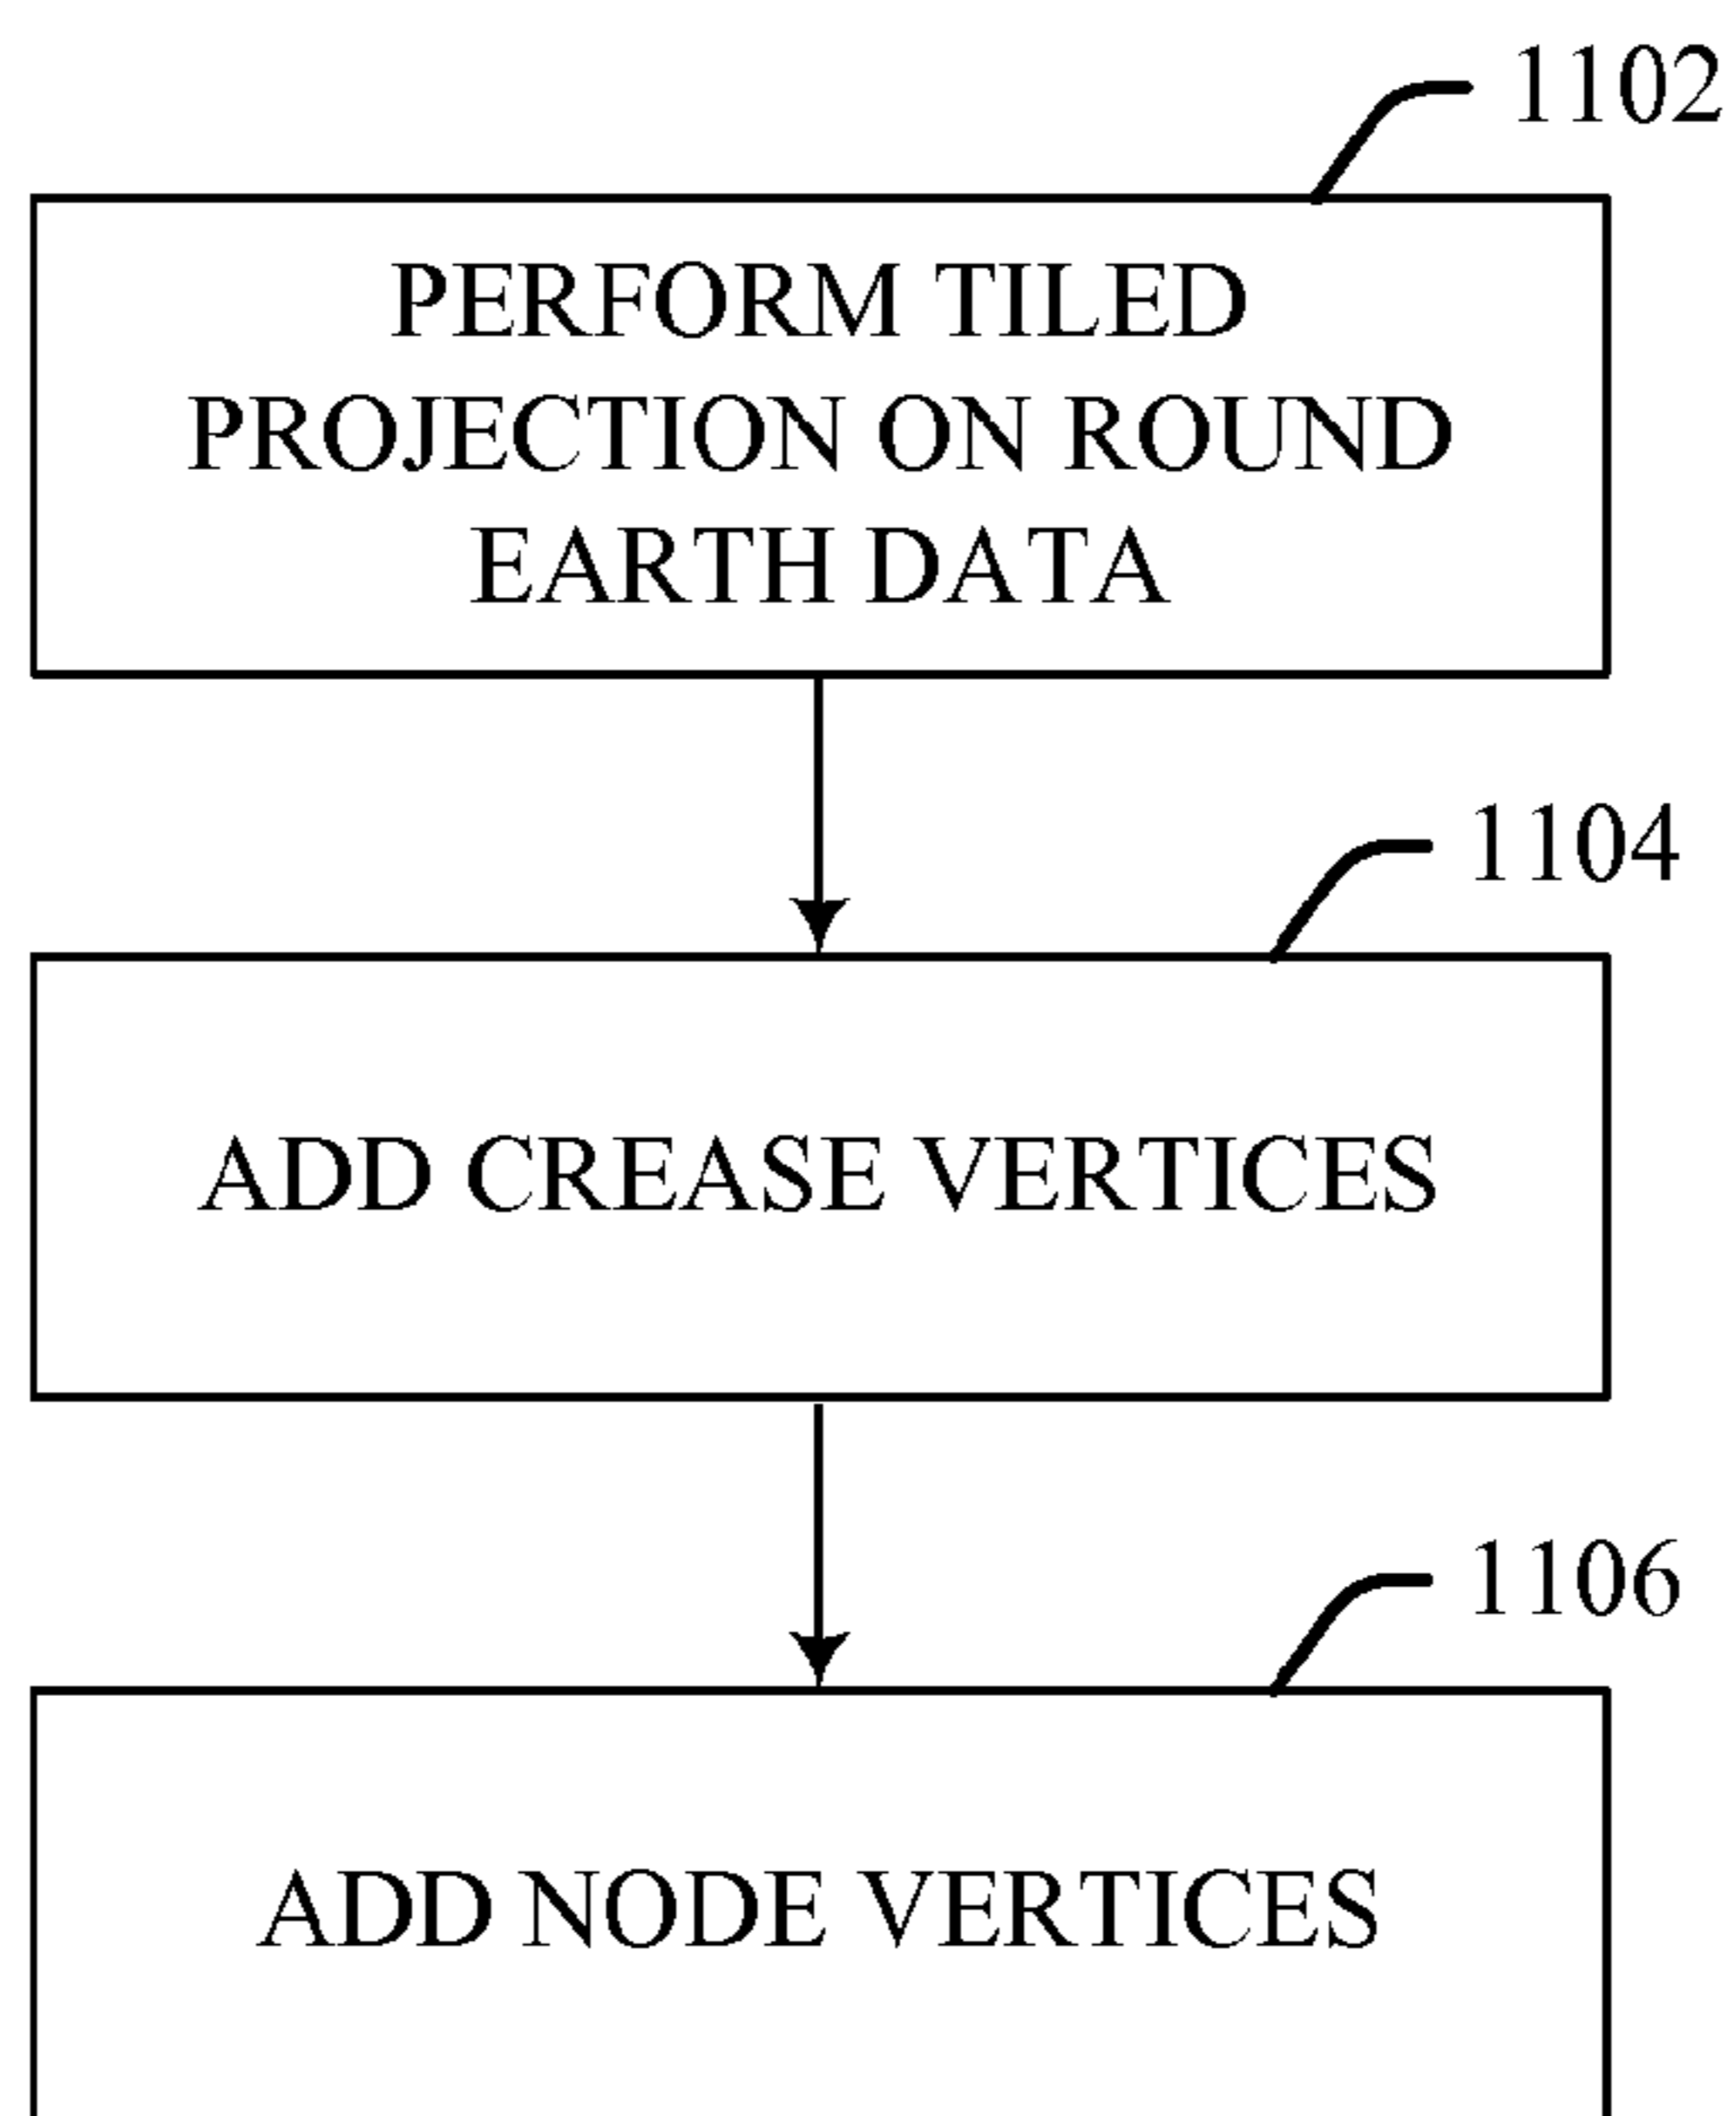 1102
PERFORM TILED
PROJECTION ON ROUND
EARTH DATA
1104
ADD CREASE VERTICES
1106
ADD NODE VERTICES